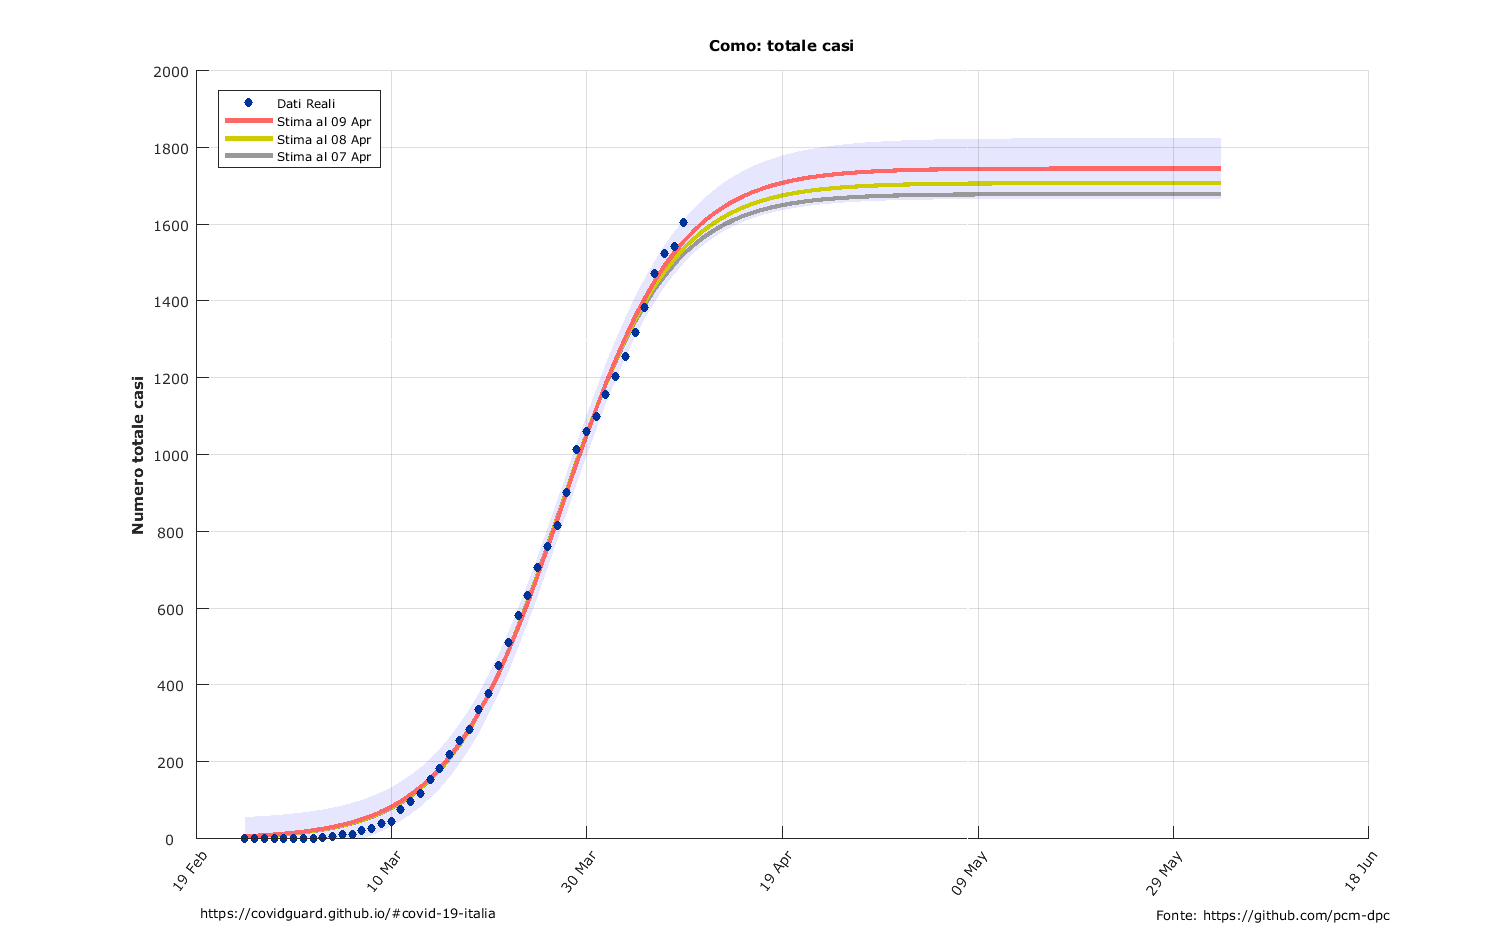 Como: totale casi
2000
1800
1600
1400
1200
1000
800
600
400
200
0
Numero totale casi
Dati Reali
Stima al 09 Apr
Stima al 08 Apr
Stima al 07 Apr
19 Feb
10 Mar
30 Mar
19 Apr
09 May
29 May
18 Jun
https://covidguard.github.io/#covid-19-italia
Fonte: https://github.com/pcm-dpc